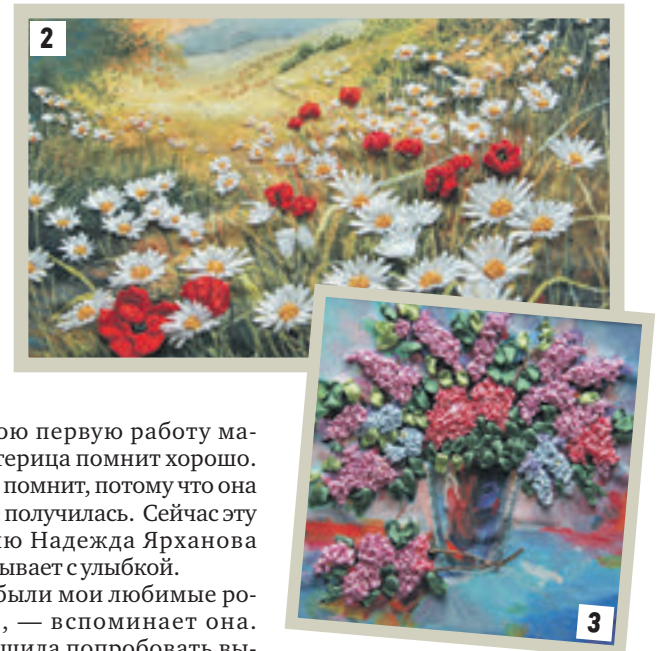 2
ою первую работу ма-
терица помнит хорошо.
помнит, потому что она
получилась. Сейчас эту
ю Надежда Ярханова
ывает с улыбкой.
были мои любимые ро-
, — вспоминает она.
шила попробовать вы-
3